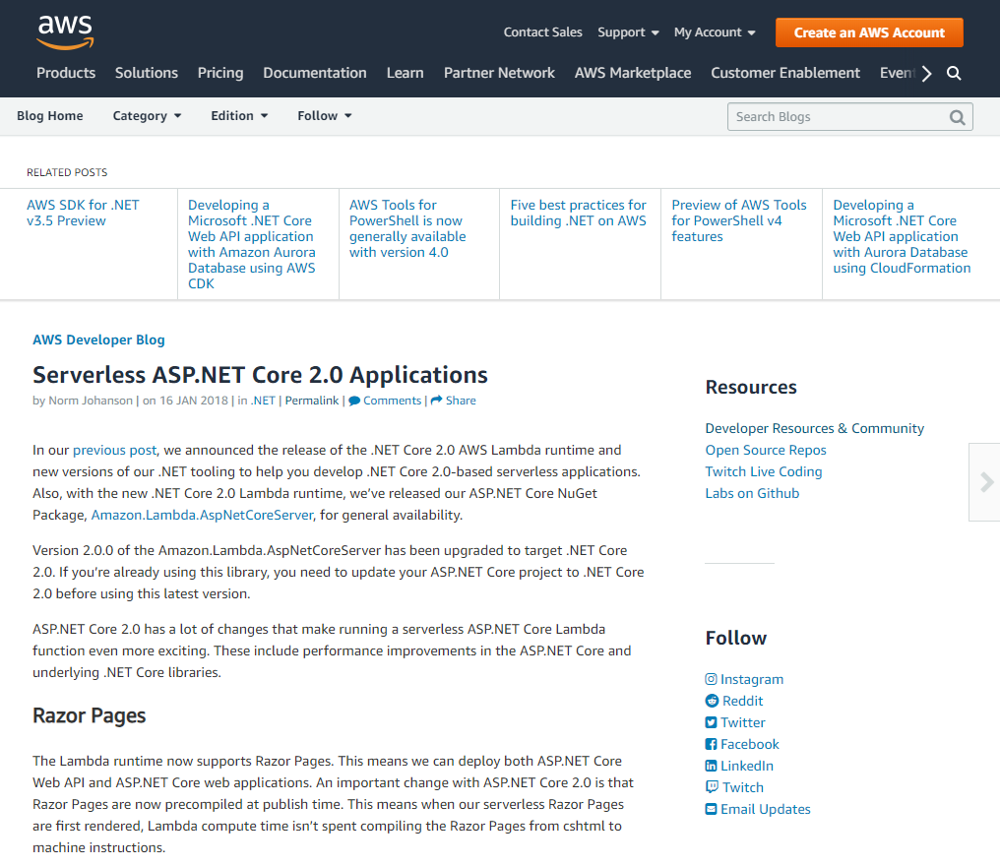 aws
Contact Sales Support My Account Create an AWS Account
Products Solutions Pricing Documentation Learn Partner Network AWS Marketplace Customer Enablement Event
Blog Home Category Edition Follow Search Blogs
RELATED POSTS
AWS SDK for .NET
v3.5 Preview
Developing a
Microsoft .NET Core
Web API application
with Amazon Aurora
Database using AWS
CDK
AWS Tools for
PowerShell is now
generally available
with version 4.0
Five best practices for
building .NET on AWS
Preview of AWS Tools
for PowerShell v4
features
Developing a
Microsoft .NET Core
Web API application
with Aurora Database
using CloudFormation
AWS Developer Blog
Serverless ASP.NET Core 2.0 Applications
by Norm Johanson | on 16 JAN 2018 | in .NET | Permalink | Comments | Share
In our previous post, we announced the release of the .NET Core 2.0 AWS Lambda runtime and
new versions of our .NET tooling to help you develop .NET Core 2.0-based serverless applications.
Also, with the new .NET Core 2.0 Lambda runtime, we’ve released our ASP.NET Core NuGet
Package, Amazon.Lambda.AspNetCoreServer, for general availability.
Version 2.0.0 of the Amazon.Lambda.AspNetCoreServer has been upgraded to target .NET Core
2.0. If you’re already using this library, you need to update your ASP.NET Core project to .NET Core
2.0 before using this latest version.
ASP.NET Core 2.0 has a lot of changes that make running a serverless ASP.NET Core Lambda
function even more exciting. These include performance improvements in the ASP.NET Core and
underlying .NET Core libraries.
Razor Pages
The Lambda runtime now supports Razor Pages. This means we can deploy both ASP.NET Core
Web API and ASP.NET Core web applications. An important change with ASP.NET Core 2.0 is that
Razor Pages are now precompiled at publish time. This means when our serverless Razor Pages
are first rendered, Lambda compute time isn’t spent compiling the Razor Pages from cshtml to
machine instructions.
Resources
Developer Resources & Community
Open Source Repos
Twitch Live Coding
Labs on Github
Follow
Instagram
Reddit
Twitter
Facebook
LinkedIn
Twitch
Email Updates